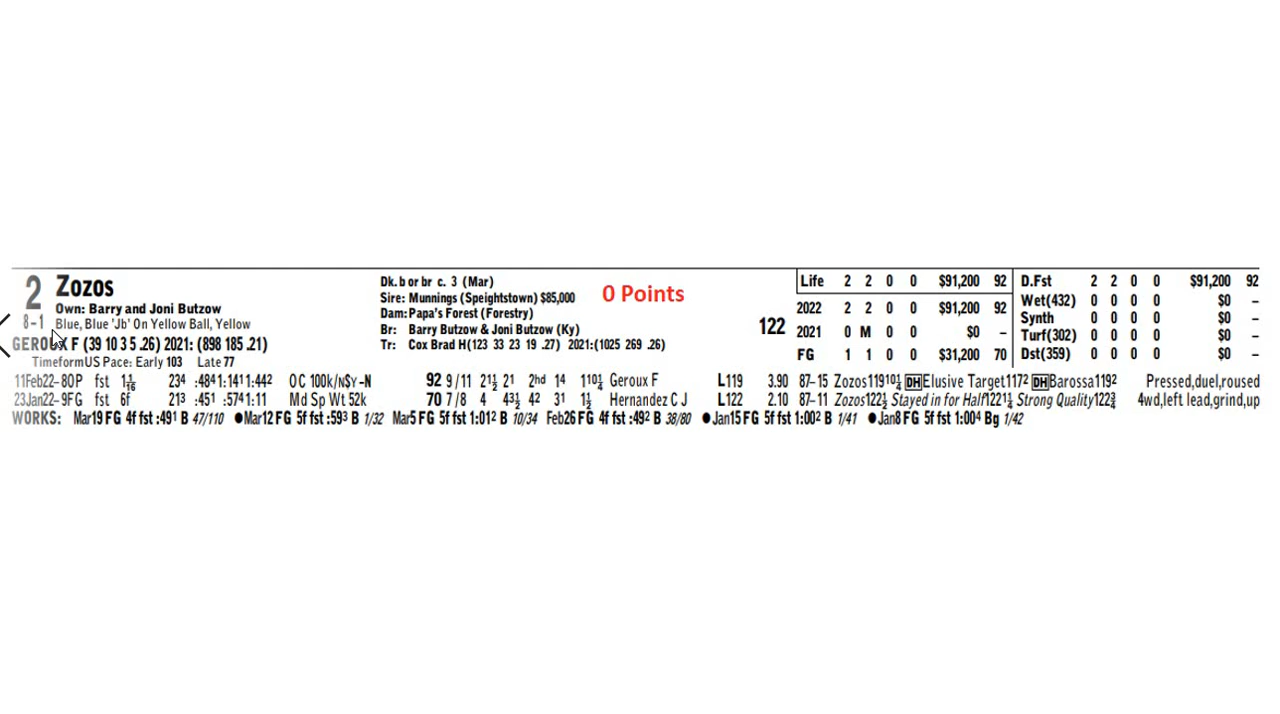 2 Zozos
8-1
Own: Barry and Joni Butzow
Blue, Blue 'Jb' On Yellow Ball, Yellow
GEROUX F (39 10 3 5 .26) 2021: (898 185 .21)
TimeformUS Pace: Early 103 Late 77
Dk. b or br c. 3 (Mar)
Sire: Munnings (Speightstown) $85,000
Dam: Papa's Forest (Forestry)
Br: Barry Butzow & Joni Butzow (Ky)
Tr: Cox Brad H(123 33 23 19 .27) 2021:(1025 269 .26)
0 Points
122
Life 2 2 0 0 $91,200 92
2022 2 2 0 0 $91,200 92
2021 0 M 0 0 $0 –
FG 1 1 0 0 $31,200 70
D.Fst 2 2 0 0 $91,200 92
Wet(432) 0 0 0 0 $0 –
Synth 0 0 0 0 $0 –
Turf(302) 0 0 0 0 $0 –
Dst(359) 0 0 0 0 $0 –
11Feb22–8OP fst 1 1/16 23⁴ :48⁴ 1:14¹ 1:44² OC 100k/n$y–N 92 9/11 2 1½ 2¹ 2hd 1⁴ 1 10¼ Geroux F L119 3.90 87–15 Zozos119 10¼ DH Elusive Target117² DH Barossa119² Pressed,duel,roused
23Jan22–9FG fst 6f 21³ :45¹ :57⁴ 1:11 Md Sp Wt 52k 70 7/8 4 4 3½ 4² 3¹ 1½ Hernandez C J L122 2.10 87–11 Zozos122½ Stayed in for Half122 1¼ Strong Quality122¾ 4wd,left lead,grind,up
WORKS: Mar19 FG 4f fst :49¹ B 47/110 ●Mar12 FG 5f fst :59³ B 1/32 Mar5 FG 5f fst 1:01² B 10/34 Feb26 FG 4f fst :49² B 38/80 ●Jan15 FG 5f fst 1:00² B 1/41 ●Jan8 FG 5f fst 1:00⁴ Bg 1/42